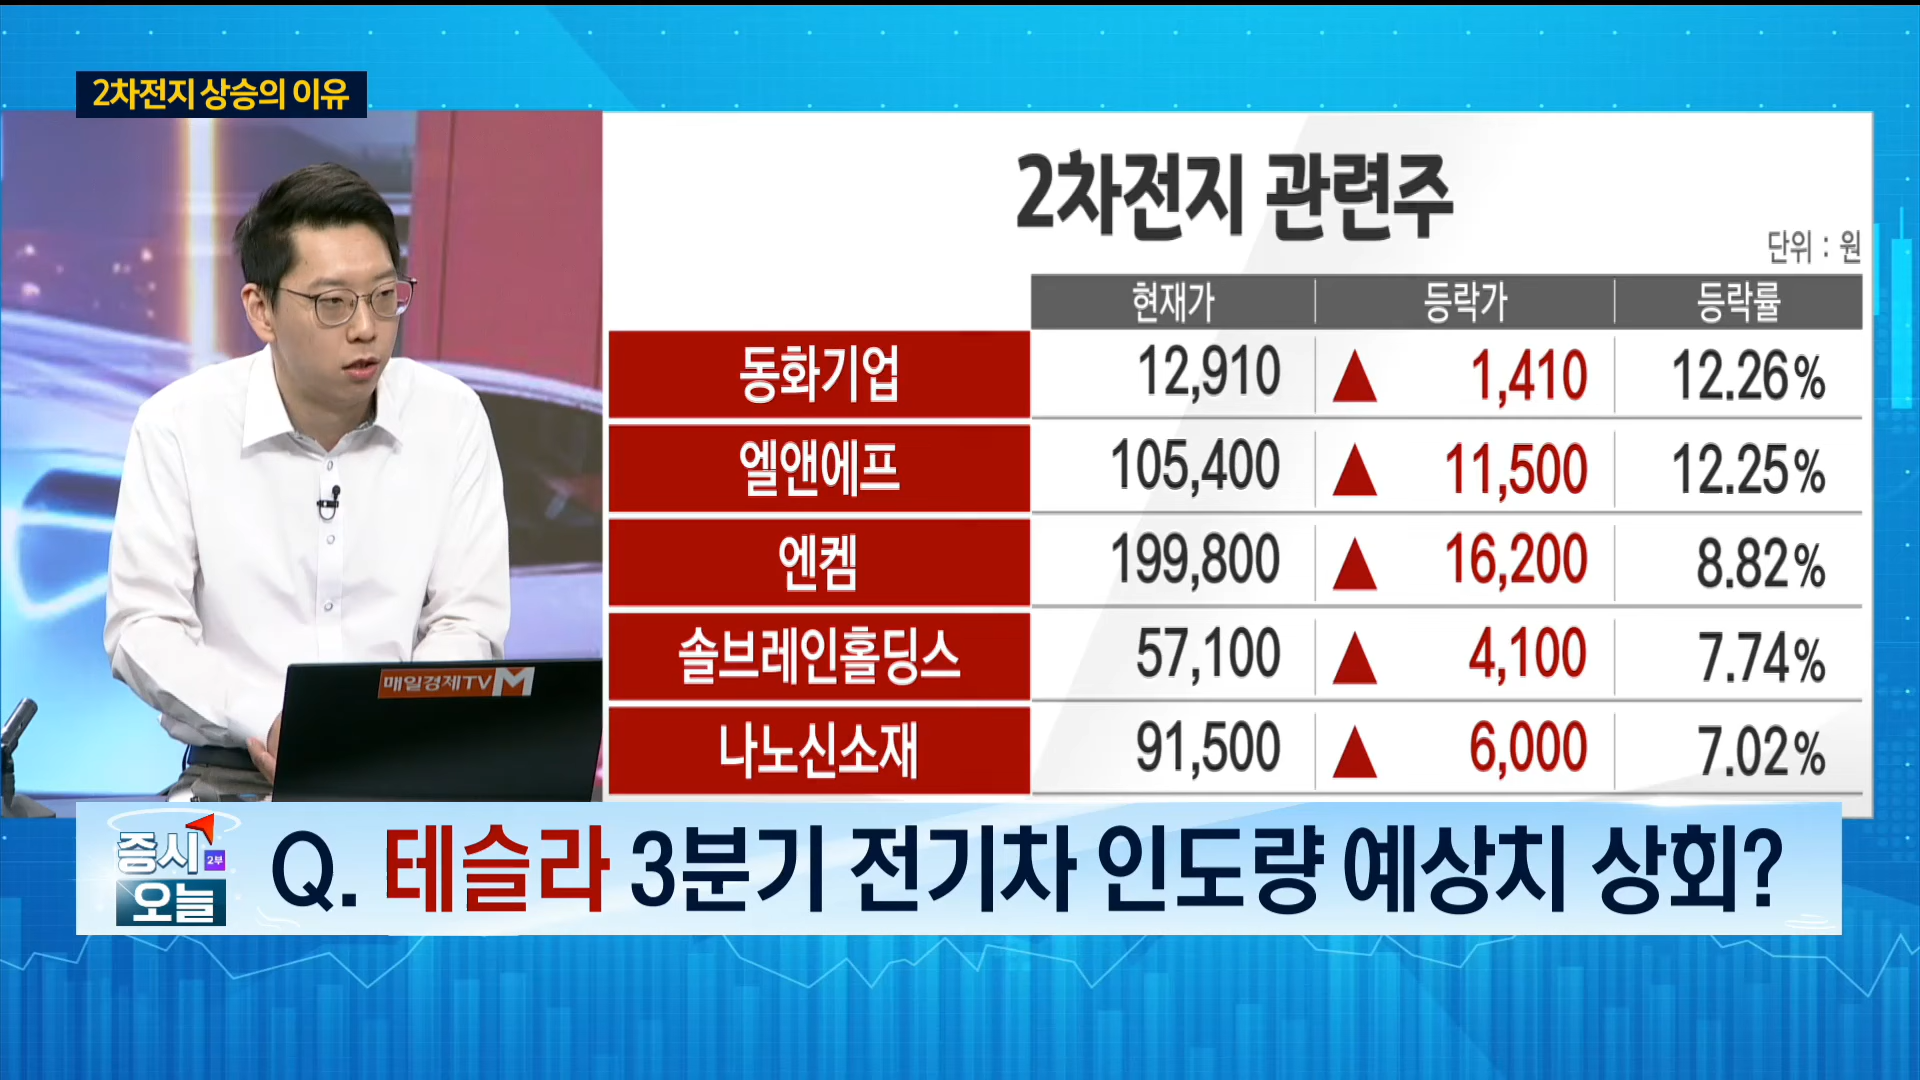 2차전지 상승의 이유
2차전지 관련주
단위 : 원
현재가 등락가 등락률
동화기업 12,910 ▲ 1,410 12.26%
엘앤에프 105,400 ▲ 11,500 12.25%
엔켐 199,800 ▲ 16,200 8.82%
솔브레인홀딩스 57,100 ▲ 4,100 7.74%
나노신소재 91,500 ▲ 6,000 7.02%
매일경제TV M
증시 2부
오늘
Q. 테슬라 3분기 전기차 인도량 예상치 상회?